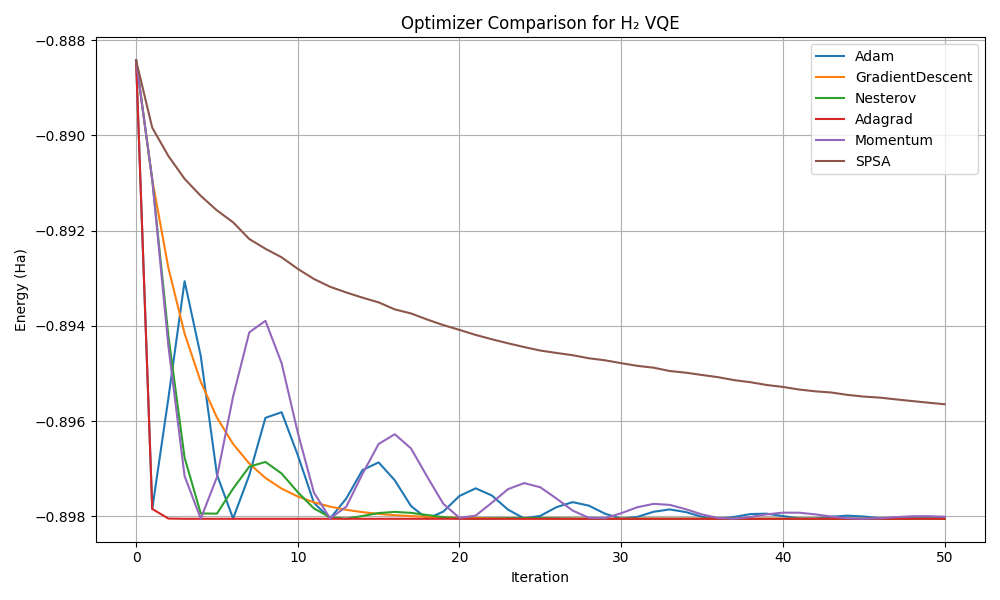 Optimizer Comparison for H₂ VQE
Energy (Ha)
−0.888
−0.890
−0.892
−0.894
−0.896
−0.898
0
10
20
30
40
50
Iteration
Adam
GradientDescent
Nesterov
Adagrad
Momentum
SPSA